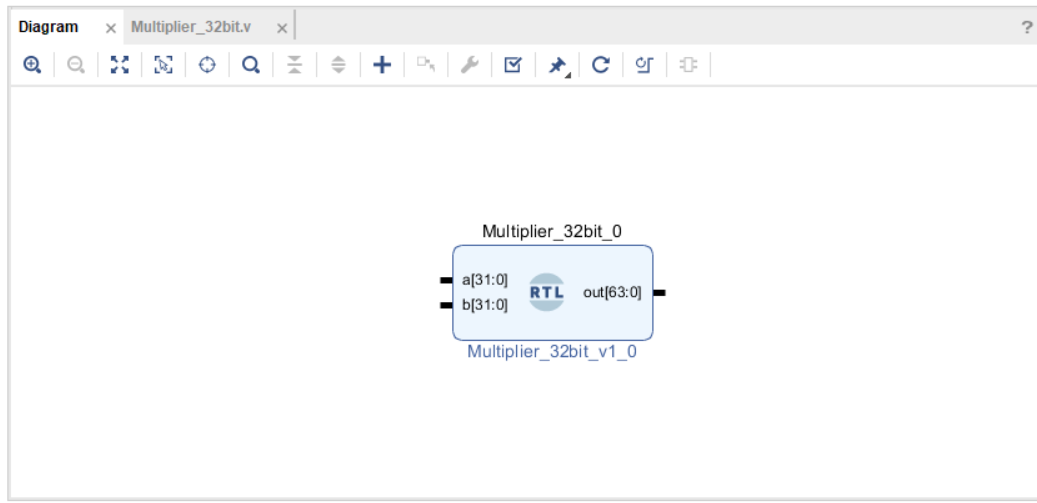 Diagram × Multiplier_32bit.v × ?
Multiplier_32bit_0
a[31:0]
b[31:0]
RTL
out[63:0]
Multiplier_32bit_v1_0